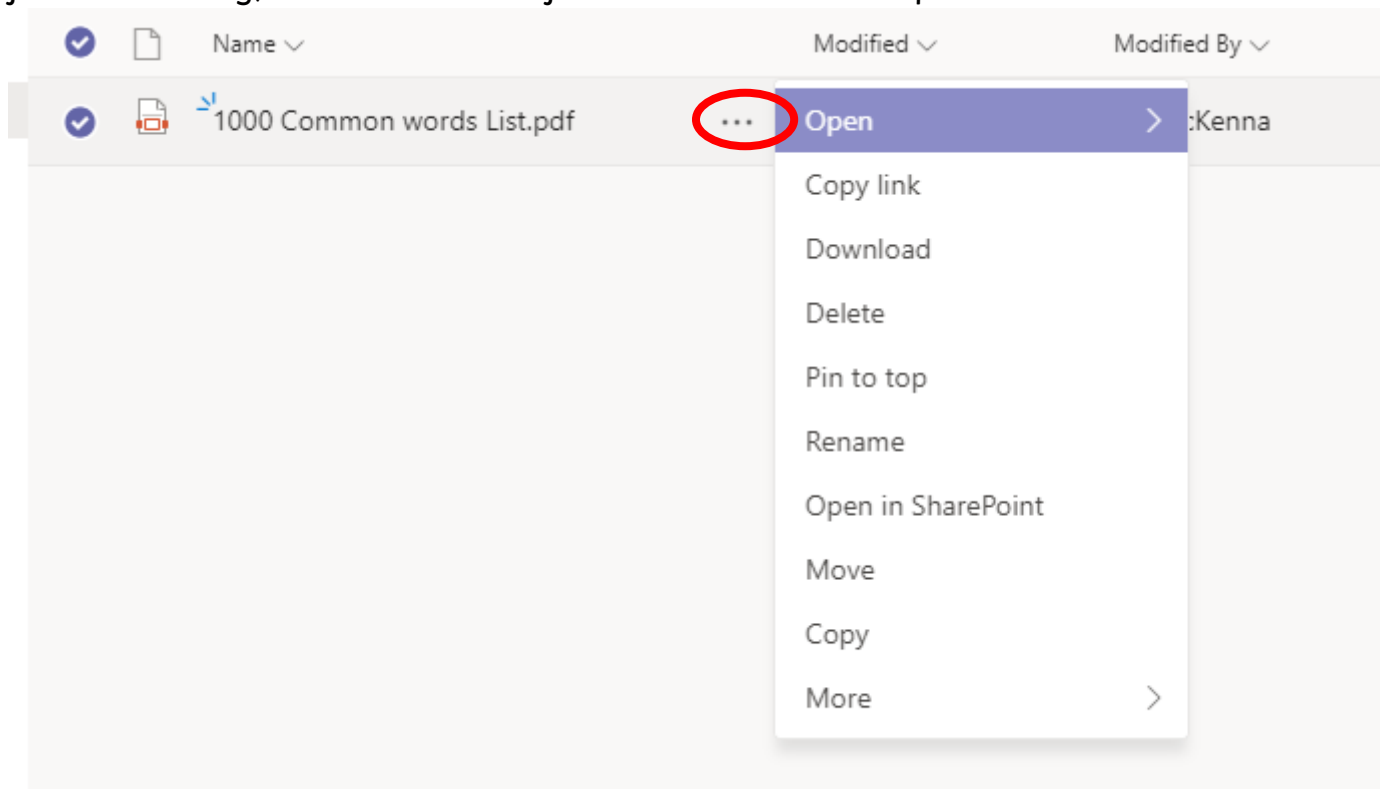 Name Modified Modified By
1000 Common words List.pdf ... Open :Kenna
Copy link
Download
Delete
Pin to top
Rename
Open in SharePoint
Move
Copy
More